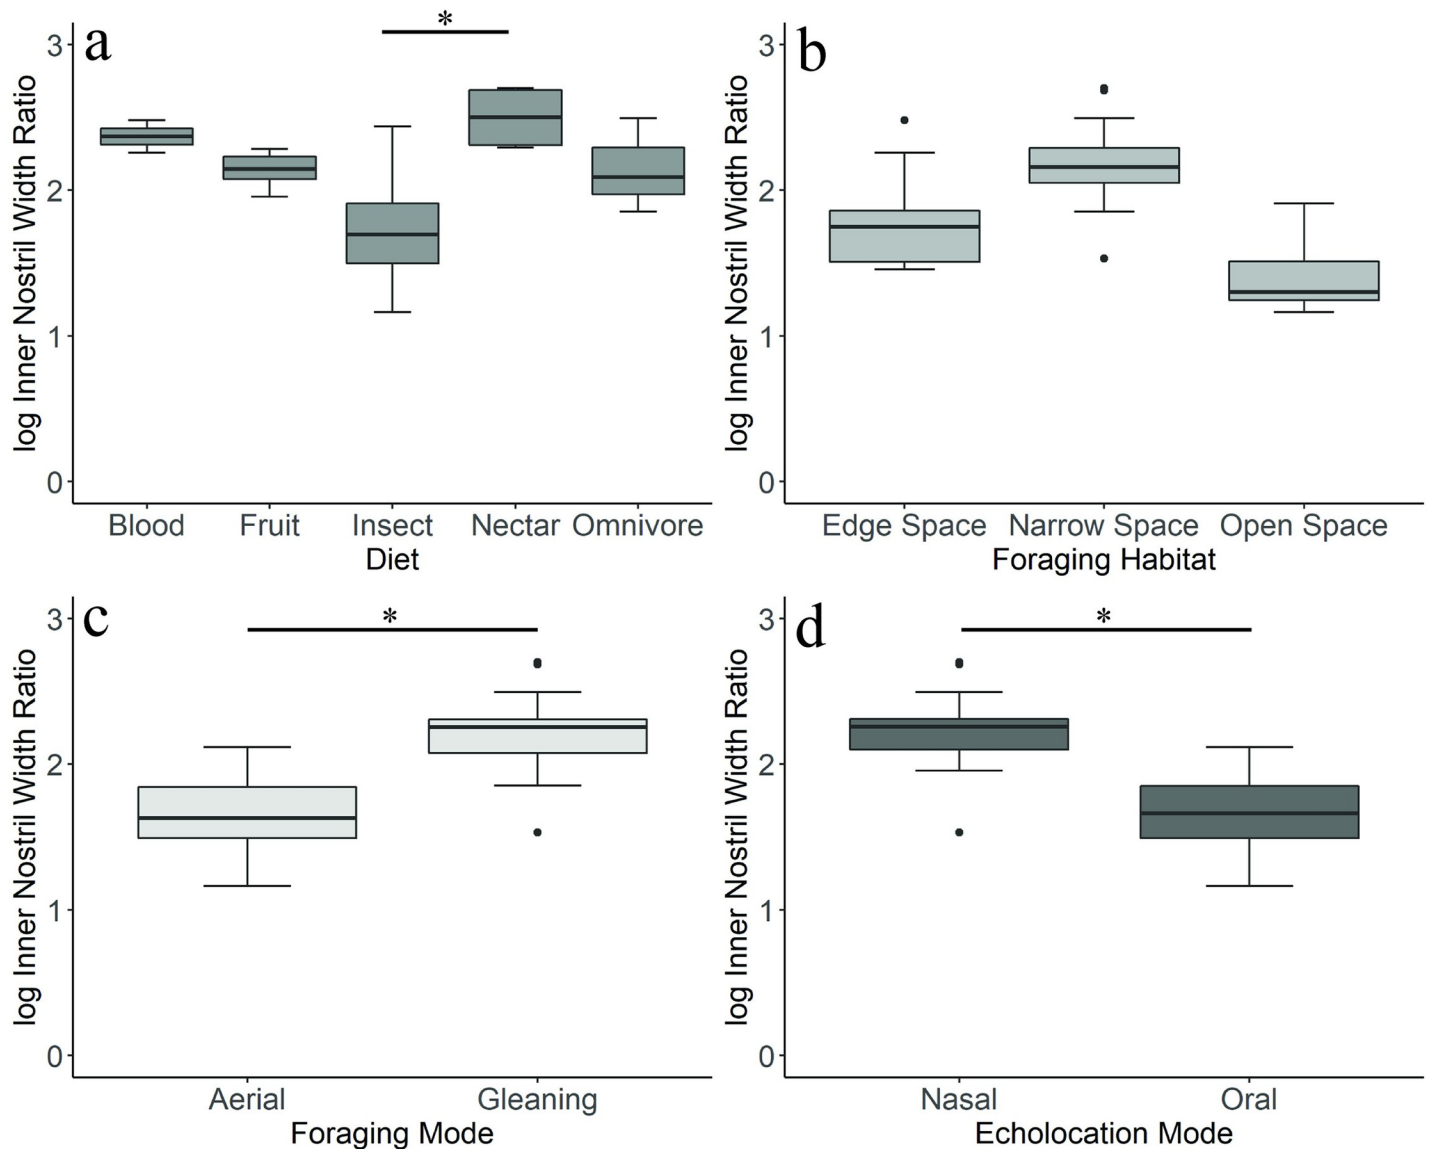 a
*
log Inner Nostril Width Ratio
3
2
1
0
Blood Fruit Insect Nectar Omnivore
Diet
b
log Inner Nostril Width Ratio
3
2
1
0
Edge Space Narrow Space Open Space
Foraging Habitat
c
*
log Inner Nostril Width Ratio
3
2
1
0
Aerial Gleaning
Foraging Mode
d
*
log Inner Nostril Width Ratio
3
2
1
0
Nasal Oral
Echolocation Mode